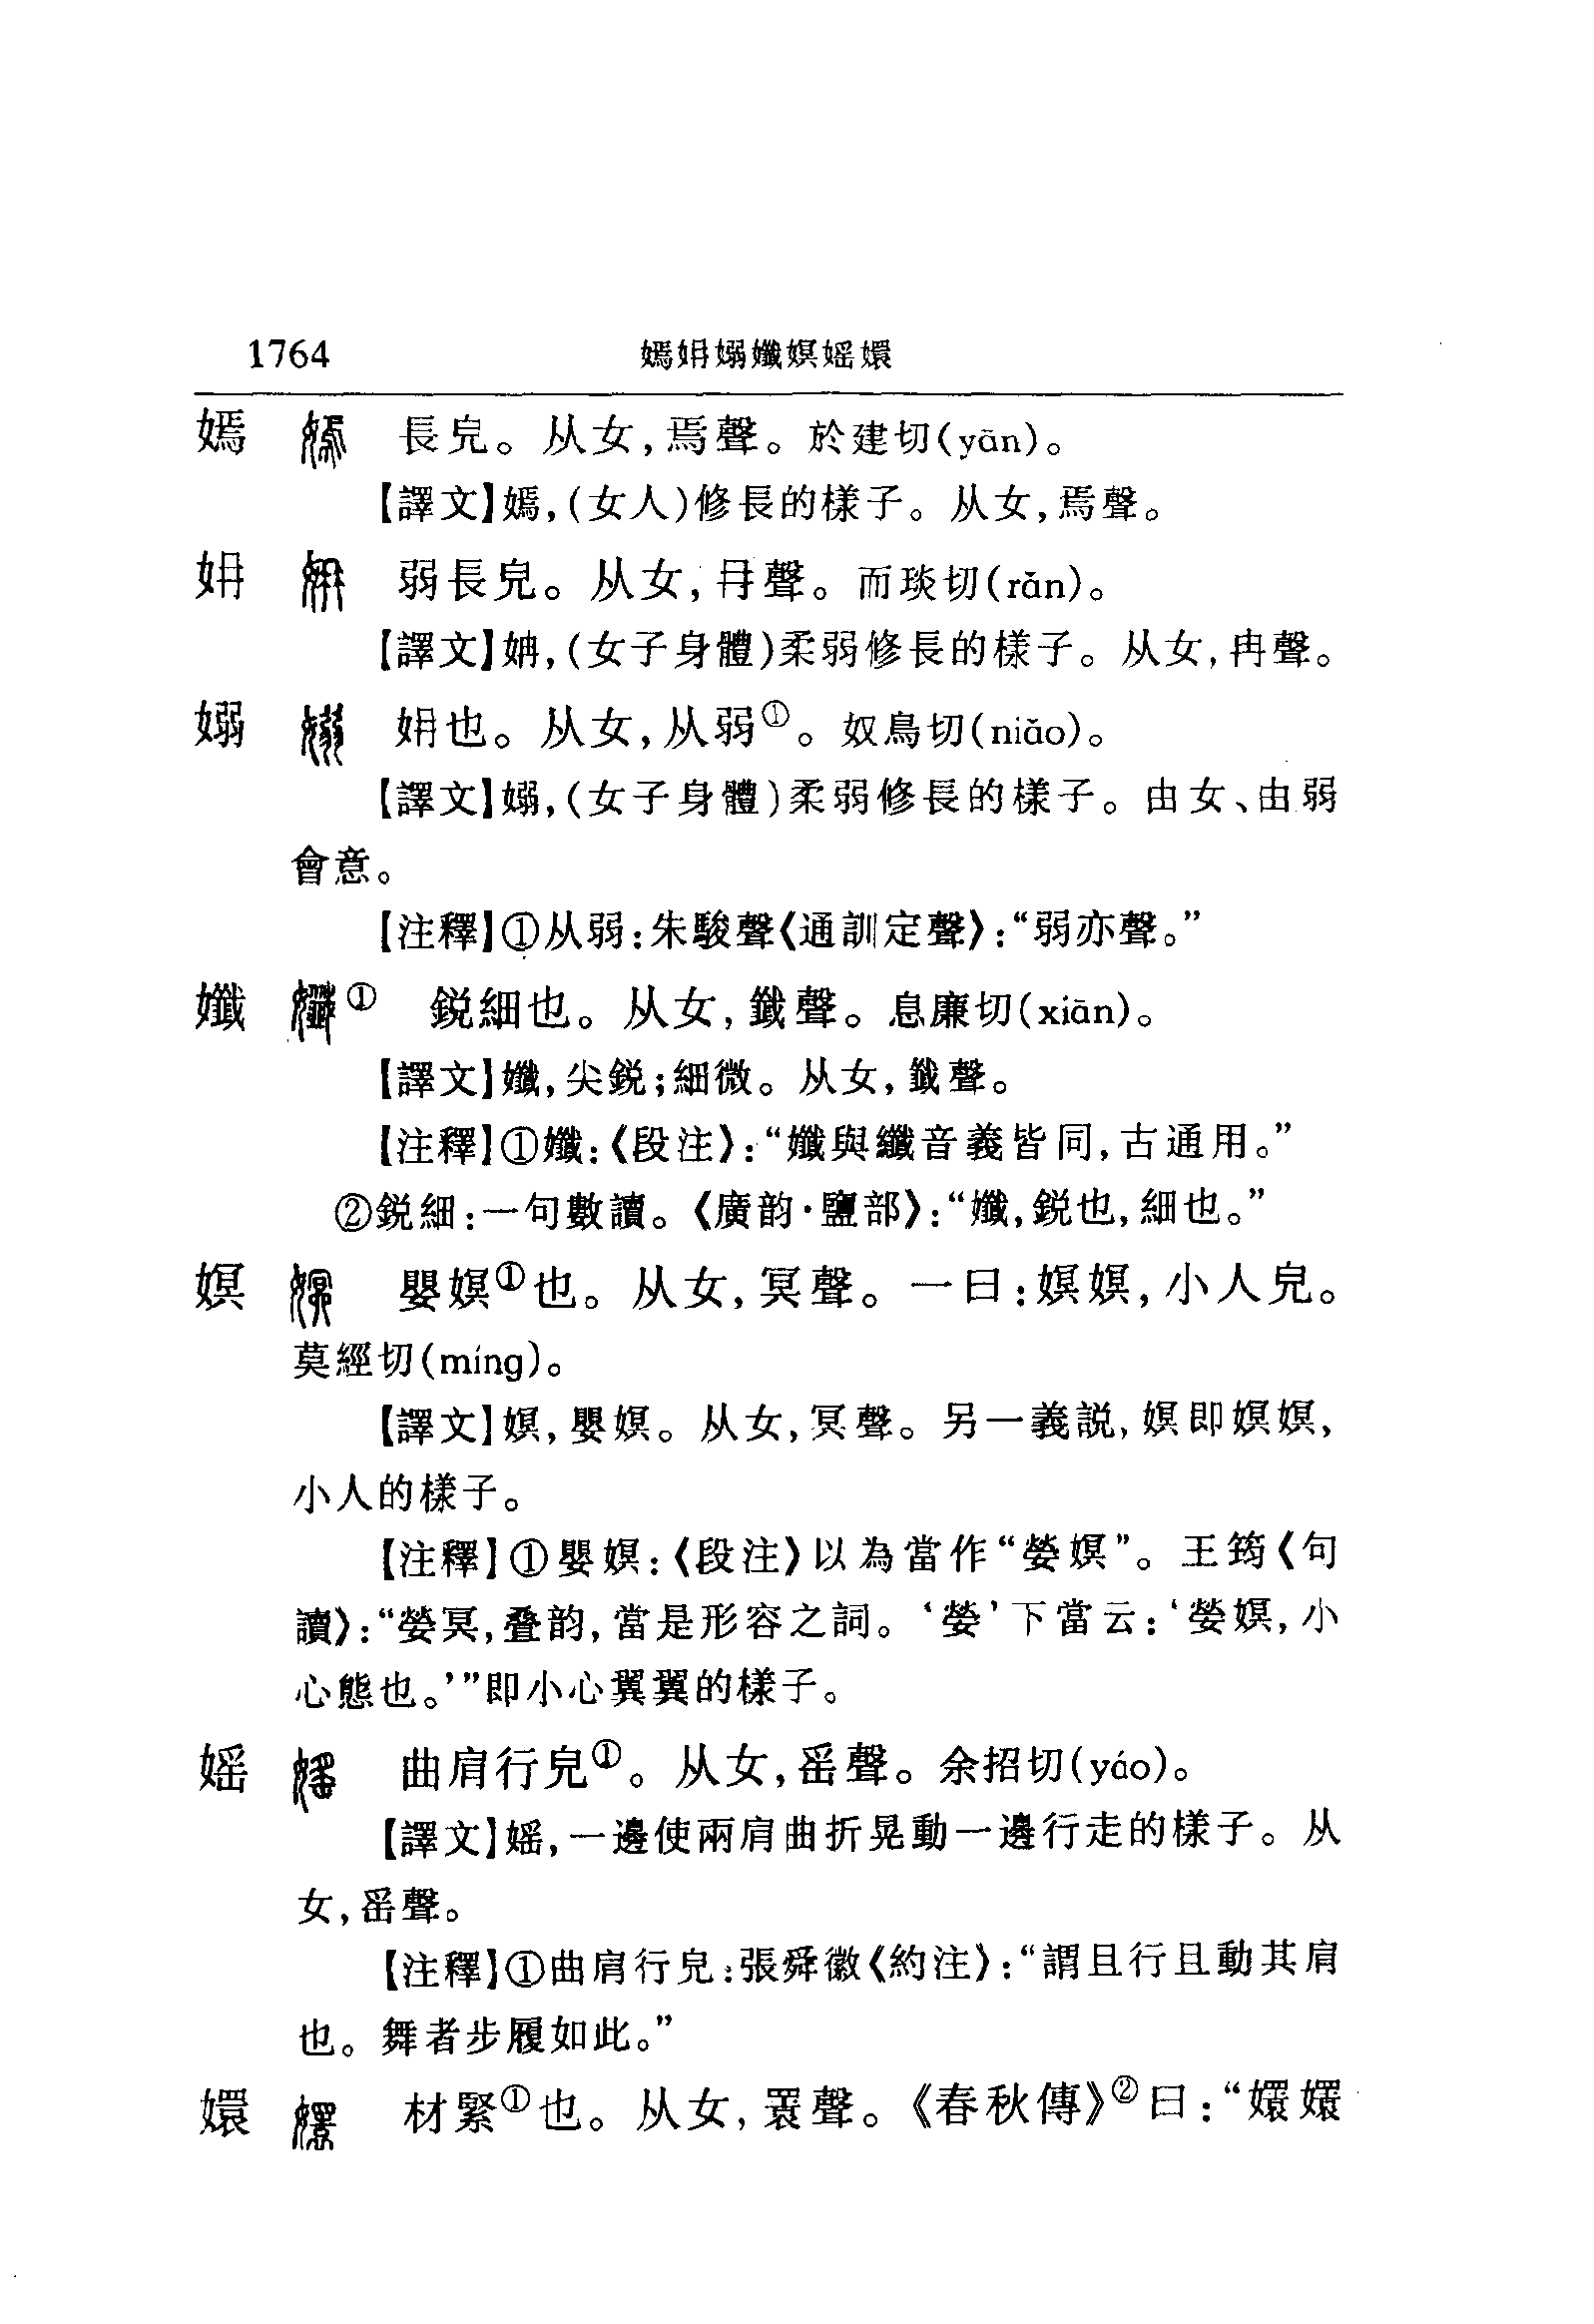 1764 嫣姌嫋孅嫇媱嬛
嫣 長皃。从女,焉聲。於建切(yān)。
【譯文】嫣,(女人)修長的樣子。从女,焉聲。
姌 弱長皃。从女,冄聲。而琰切(rǎn)。
【譯文】姌,(女子身體)柔弱修長的樣子。从女,冉聲。
嫋 姌也。从女,从弱①。奴鳥切(niǎo)。
【譯文】嫋,(女子身體)柔弱修長的樣子。由女、由弱
會意。
【注釋】①从弱:朱駿聲《通訓定聲》:“弱亦聲。”
孅 ① 鋭細也。从女,韱聲。息廉切(xiān)。
【譯文】孅,尖鋭;細微。从女,韱聲。
【注釋】①孅:《段注》:“孅與纖音義皆同,古通用。”
②鋭細:一句數讀。《廣韵·鹽部》:“孅,鋭也,細也。”
嫇 嬰嫇①也。从女,冥聲。一曰:嫇嫇,小人皃。
莫經切(míng)。
【譯文】嫇,嬰嫇。从女,冥聲。另一義説,嫇即嫇嫇,
小人的樣子。
【注釋】①嬰嫇:《段注》以為當作“嫈嫇”。王筠《句
讀》:“嫈冥,叠韵,當是形容之詞。‘嫈’下當云:‘嫈嫇,小
心態也。’”即小心翼翼的樣子。
媱 曲肩行皃①。从女,䍃聲。余招切(yáo)。
【譯文】媱,一邊使兩肩曲折晃動一邊行走的樣子。从
女,䍃聲。
【注釋】①曲肩行皃:張舜徽《約注》:“謂且行且動其肩
也。舞者步履如此。”
嬛 材緊①也。从女,瞏聲。《春秋傳》②曰:“嬛嬛